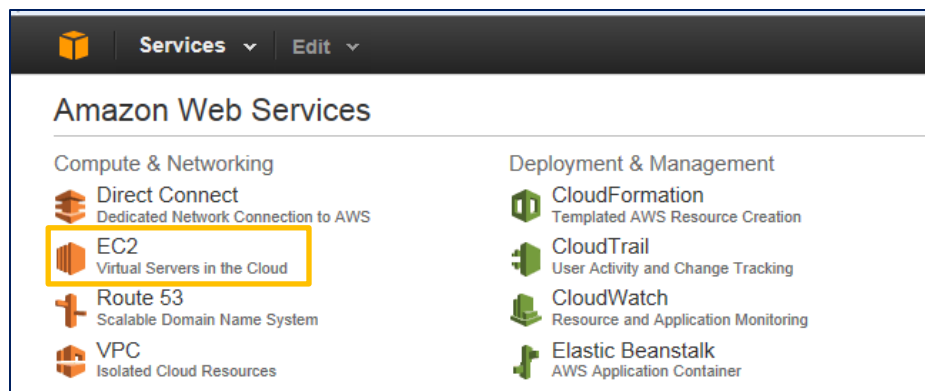 Services Edit
Amazon Web Services
Compute & Networking
Direct Connect
Dedicated Network Connection to AWS
EC2
Virtual Servers in the Cloud
Route 53
Scalable Domain Name System
VPC
Isolated Cloud Resources
Deployment & Management
CloudFormation
Templated AWS Resource Creation
CloudTrail
User Activity and Change Tracking
CloudWatch
Resource and Application Monitoring
Elastic Beanstalk
AWS Application Container